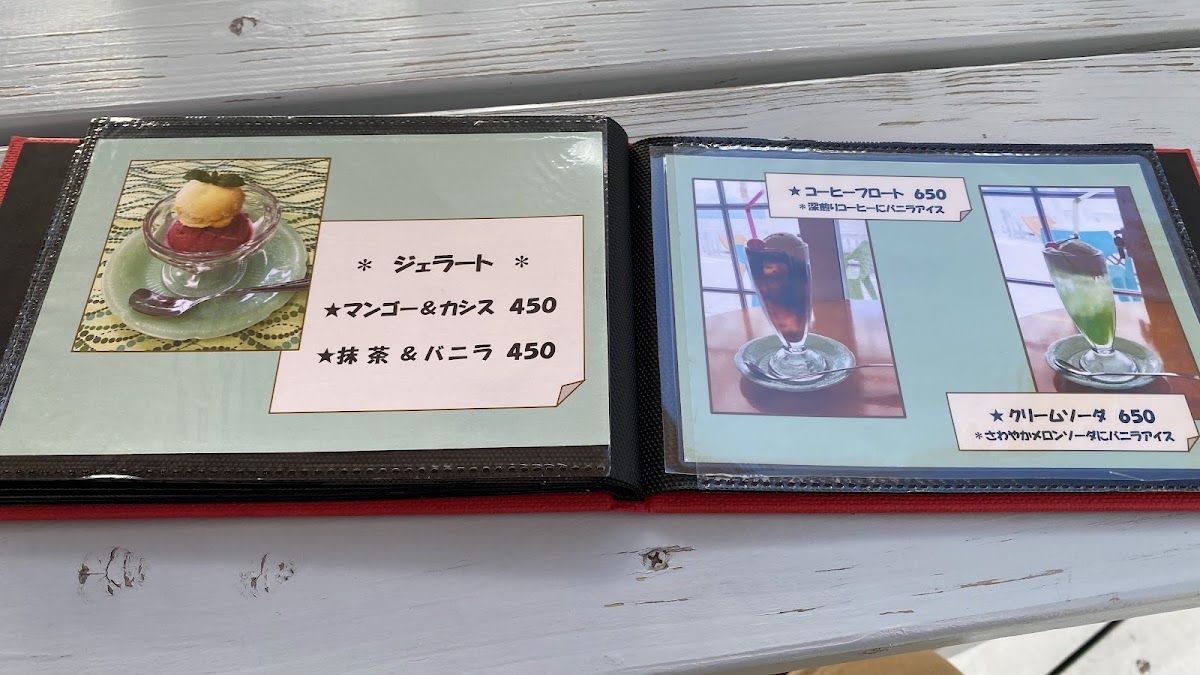 ＊ ジェラート ＊
★マンゴー＆カシス 450
★抹茶＆バニラ 450
★コーヒーフロート 650
＊深煎りコーヒーにバニラアイス
★クリームソーダ 650
＊さわやかメロンソーダにバニラアイス